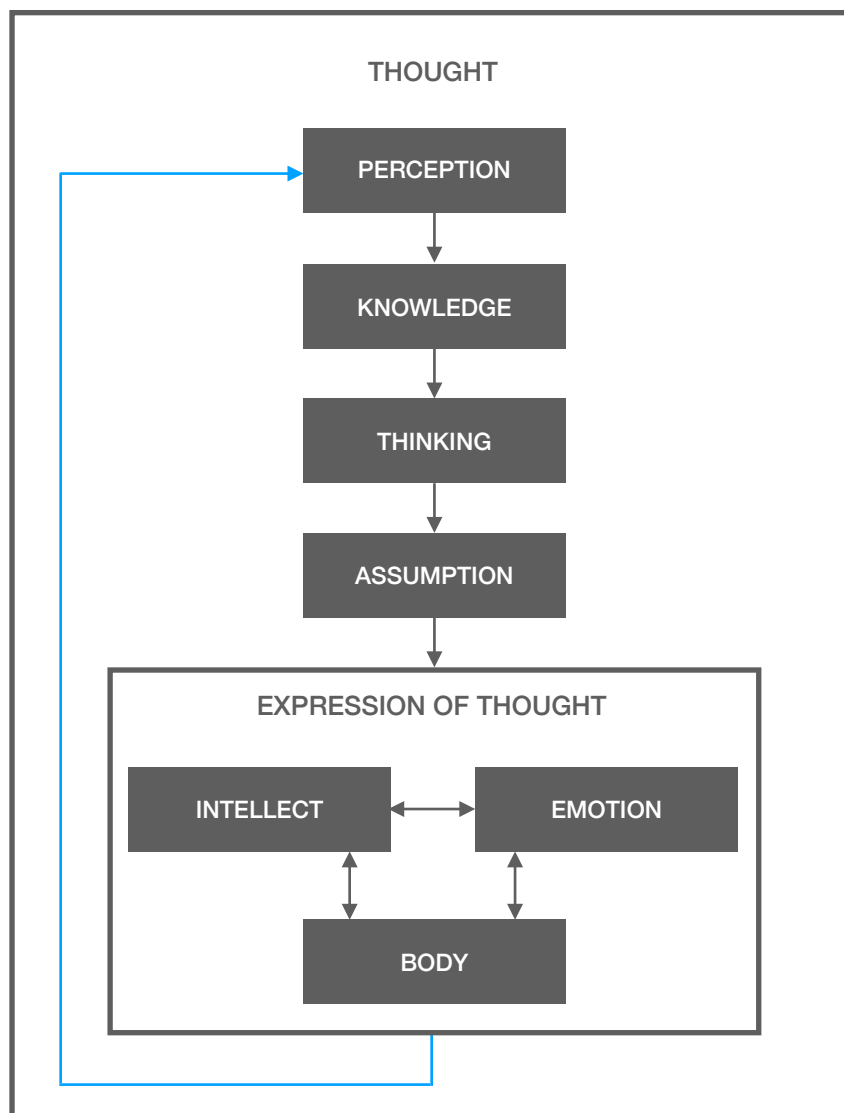 THOUGHT
PERCEPTION
KNOWLEDGE
THINKING
ASSUMPTION
EXPRESSION OF THOUGHT
INTELLECT
EMOTION
BODY